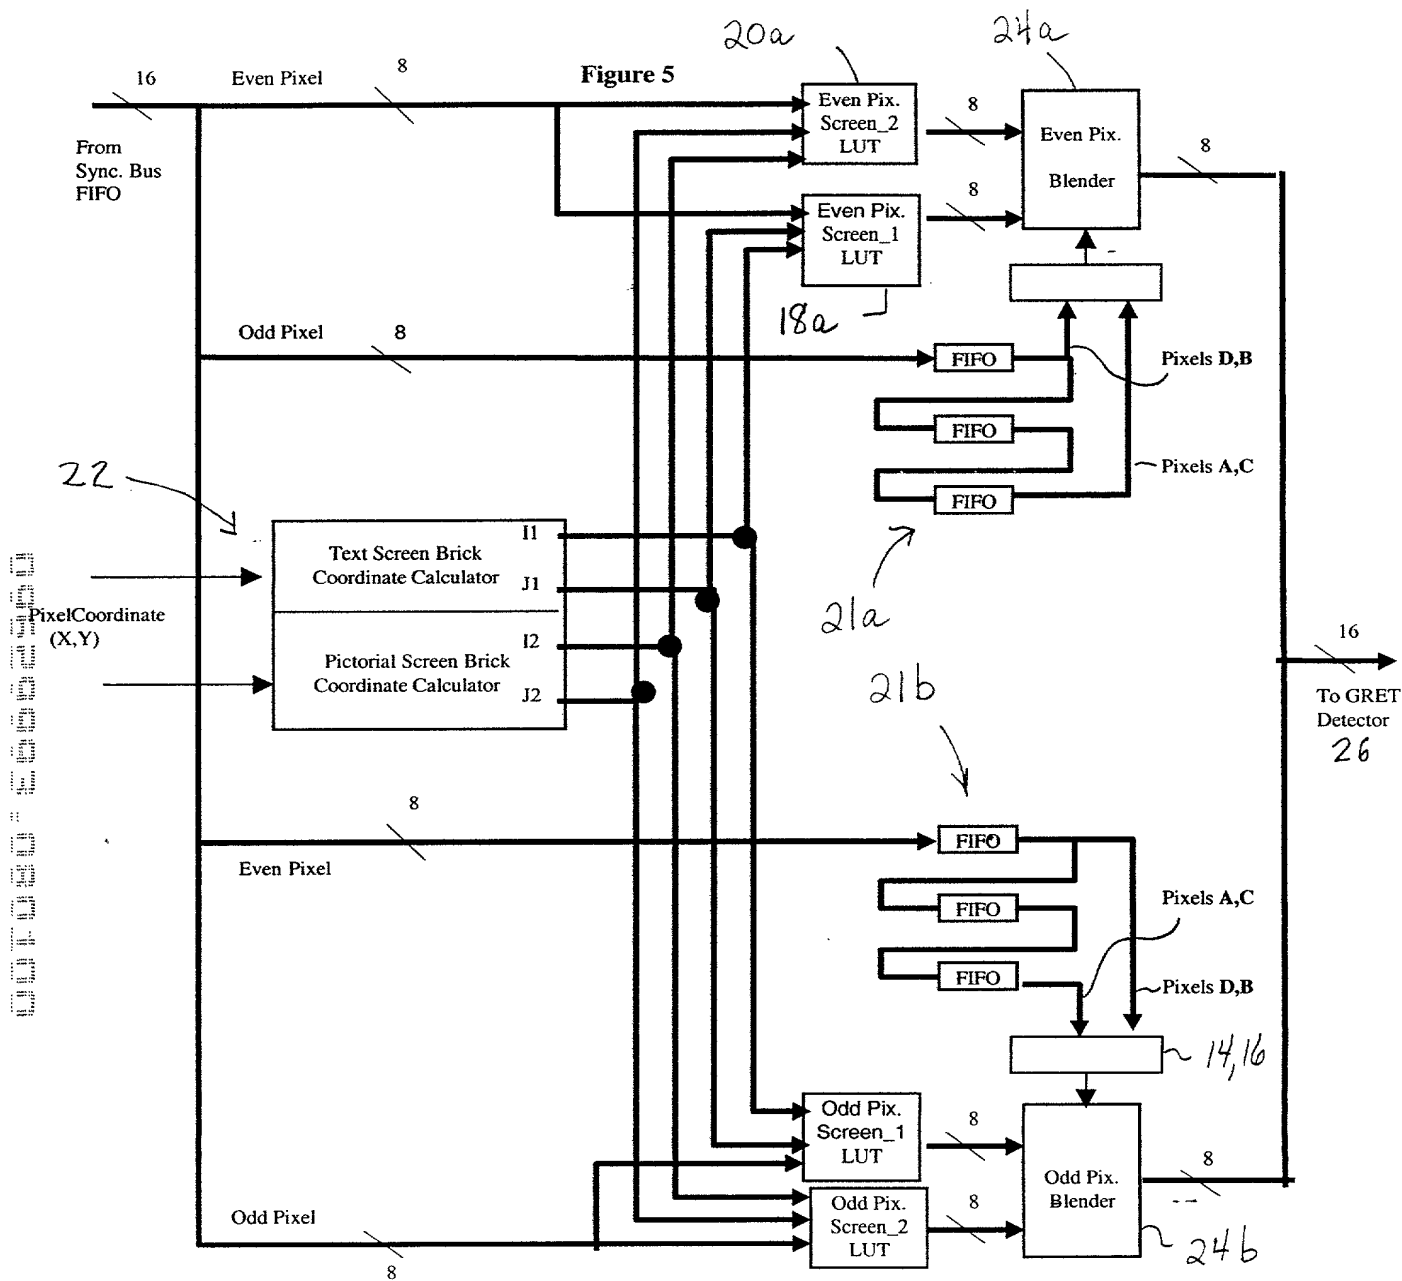 20a
24a
16
Even Pixel
8
Figure 5
Even Pix.
Screen_2
LUT
8
Even Pix.
Blender
8
From
Sync. Bus
FIFO
8
Even Pix.
Screen_1
LUT
18a
Odd Pixel
8
FIFO
Pixels D,B
FIFO
Pixels A,C
FIFO
22
21a
I1
Text Screen Brick
Coordinate Calculator
J1
PixelCoordinate
(X,Y)
I2
Pictorial Screen Brick
Coordinate Calculator
J2
16
To GRET
Detector
26
21b
8
Even Pixel
FIFO
FIFO
Pixels A,C
FIFO
Pixels D,B
14,16
Odd Pix.
Screen_1
LUT
8
Odd Pix.
Blender
8
Odd Pixel
8
Odd Pix.
Screen_2
LUT
8
24b